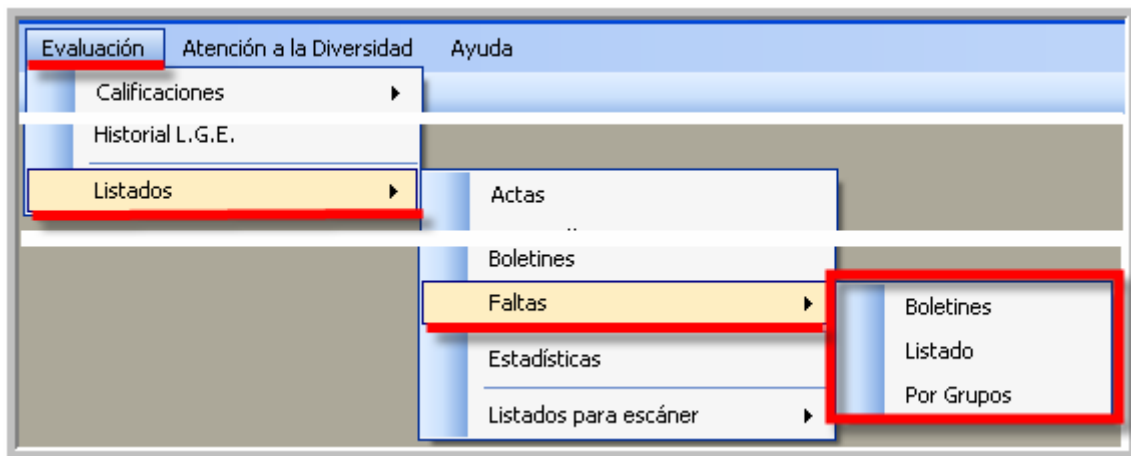 Evaluación Atención a la Diversidad Ayuda
Calificaciones
Historial L.G.E.
Listados
Actas
Boletines
Faltas
Estadísticas
Listados para escáner
Boletines
Listado
Por Grupos